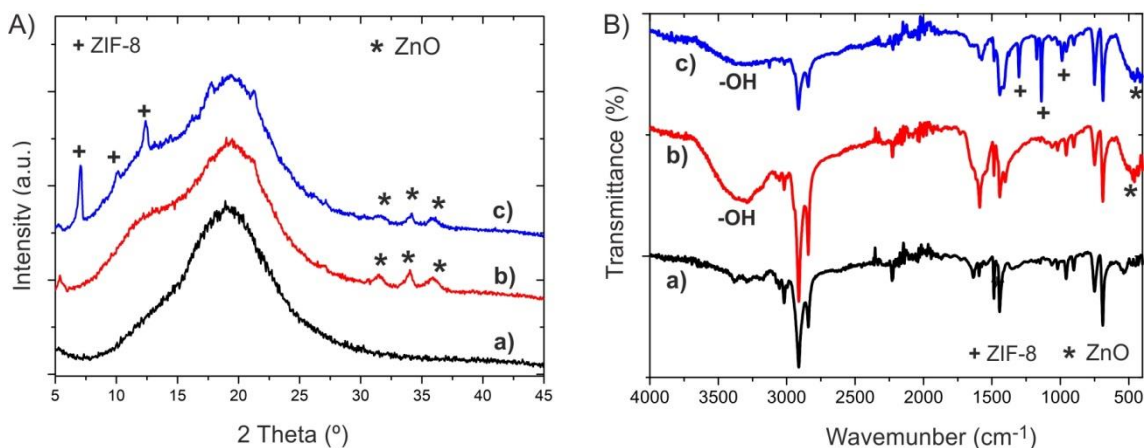 A)
+ ZIF-8
* ZnO
+
+
+
c)
* * *
b)
* * *
a)
Intensity (a.u.)
5 10 15 20 25 30 35 40 45
2 Theta (º)
B)
c)
-OH
+
+
+
*
b)
-OH
*
a)
+ ZIF-8
* ZnO
Transmittance (%)
4000 3500 3000 2500 2000 1500 1000 500
Wavemunber (cm⁻¹)